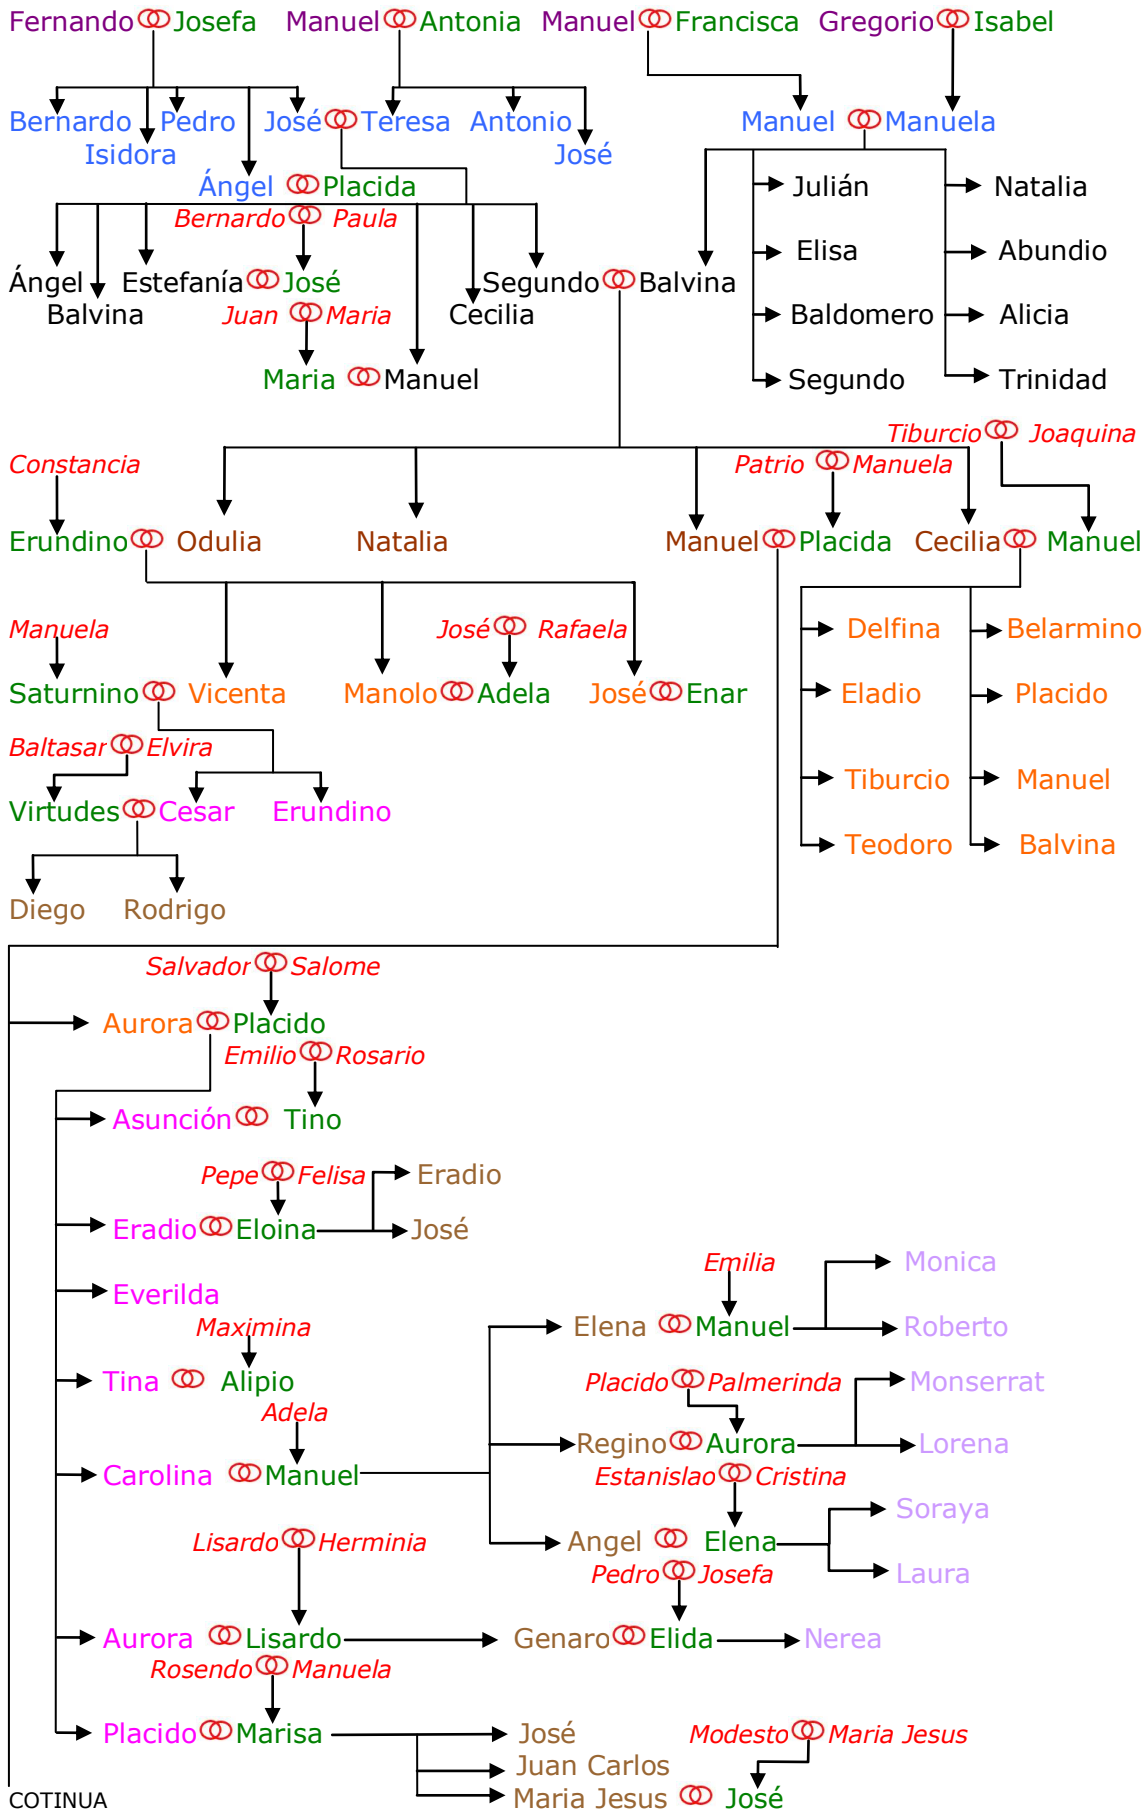 Fernando Josefa Manuel Antonia Manuel Francisca Gregorio Isabel
Bernardo Pedro José Teresa Antonio Manuel Manuela
Isidora José
Ángel Placida Julián Natalia
Bernardo Paula
Elisa Abundio
Ángel Estefanía José Segundo Balvina
Balvina Juan Maria Cecilia Baldomero Alicia
Maria Manuel Segundo Trinidad
Tiburcio Joaquina
Constancia Patrio Manuela
Erundino Odulia Natalia Manuel Placida Cecilia Manuel
Manuela José Rafaela Delfina Belarmino
Saturnino Vicenta Manolo Adela José Enar Eladio Placido
Baltasar Elvira
Tiburcio Manuel
Virtudes Cesar Erundino
Teodoro Balvina
Diego Rodrigo
Salvador Salome
Aurora Placido
Emilio Rosario
Asunción Tino
Pepe Felisa Eradio
Eradio Eloina José
Emilia Monica
Everilda
Maximina Elena Manuel Roberto
Tina Alipio Placido Palmerinda Monserrat
Adela
Regino Aurora Lorena
Carolina Manuel Estanislao Cristina
Soraya
Lisardo Herminia Angel Elena
Pedro Josefa Laura
Aurora Lisardo Genaro Elida Nerea
Rosendo Manuela
Placido Marisa José Modesto Maria Jesus
Juan Carlos
Maria Jesus José
COTINUA